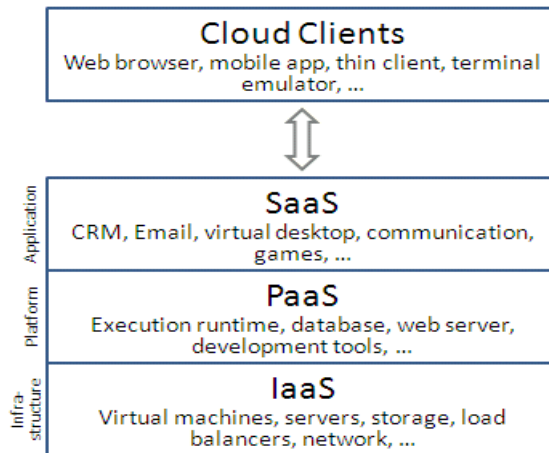 Cloud Clients
Web browser, mobile app, thin client, terminal
emulator, ...
Application
SaaS
CRM, Email, virtual desktop, communication,
games, ...
Platform
PaaS
Execution runtime, database, web server,
development tools, ...
Infra-
structure
IaaS
Virtual machines, servers, storage, load
balancers, network, ...